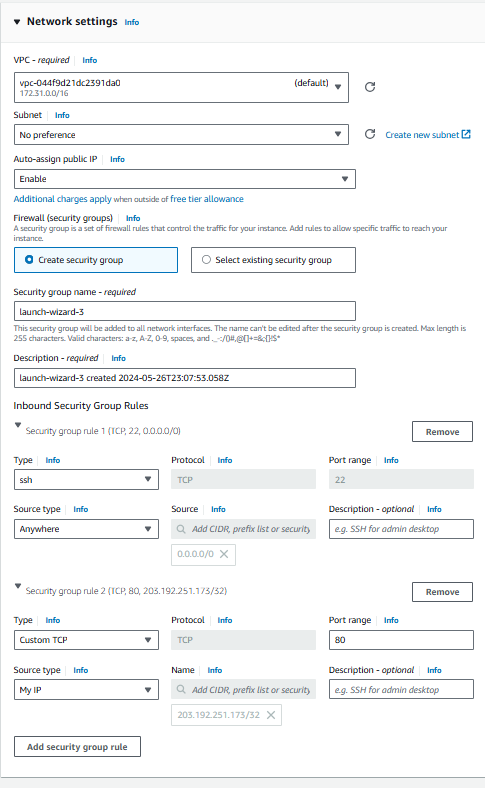 Network settings Info
VPC - required Info
vpc-044f9d21dc2391da0 (default)
172.31.0.0/16
Subnet Info
No preference Create new subnet
Auto-assign public IP Info
Enable
Additional charges apply when outside of free tier allowance
Firewall (security groups) Info
A security group is a set of firewall rules that control the traffic for your instance. Add rules to allow specific traffic to reach your
instance.
Create security group Select existing security group
Security group name - required
launch-wizard-3
This security group will be added to all network interfaces. The name can't be edited after the security group is created. Max length is
255 characters. Valid characters: a-z, A-Z, 0-9, spaces, and ._-:/()#,@[]+=&;{}!$*
Description - required Info
launch-wizard-3 created 2024-05-26T23:07:53.058Z
Inbound Security Group Rules
Security group rule 1 (TCP, 22, 0.0.0.0/0) Remove
Type Info Protocol Info Port range Info
ssh TCP 22
Source type Info Source Info Description - optional Info
Anywhere Add CIDR, prefix list or security e.g. SSH for admin desktop
0.0.0.0/0
Security group rule 2 (TCP, 80, 203.192.251.173/32) Remove
Type Info Protocol Info Port range Info
Custom TCP TCP 80
Source type Info Name Info Description - optional Info
My IP Add CIDR, prefix list or security e.g. SSH for admin desktop
203.192.251.173/32
Add security group rule